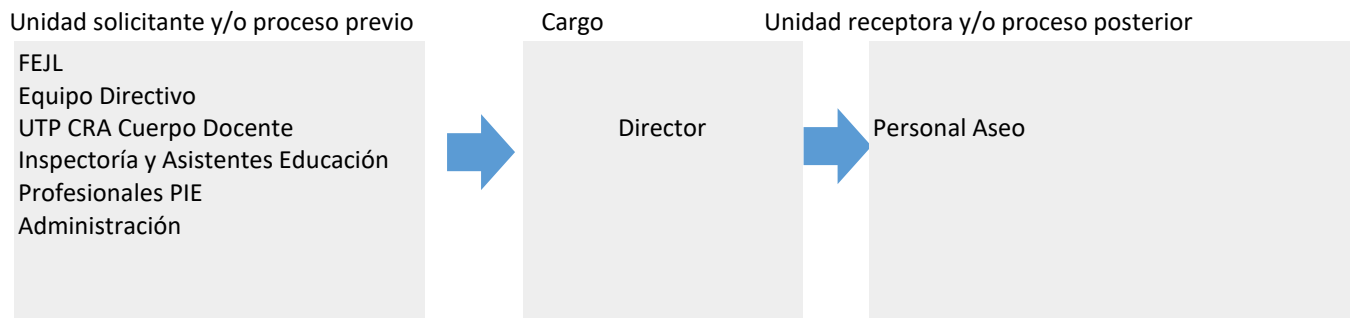 Unidad solicitante y/o proceso previo
Cargo
Unidad receptora y/o proceso posterior
FEJL
Equipo Directivo
UTP CRA Cuerpo Docente
Inspectoría y Asistentes Educación
Profesionales PIE
Administración
Director
Personal Aseo